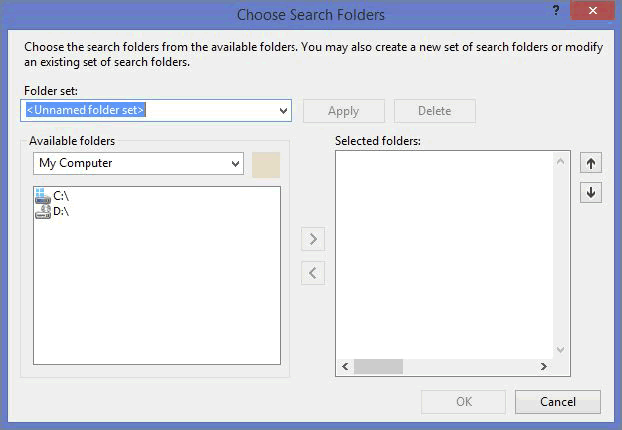 Choose Search Folders
?
Choose the search folders from the available folders. You may also create a new set of search folders or modify
an existing set of search folders.
Folder set:
<Unnamed folder set>
Apply
Delete
Available folders
My Computer
C:\
D:\
Selected folders:
OK
Cancel